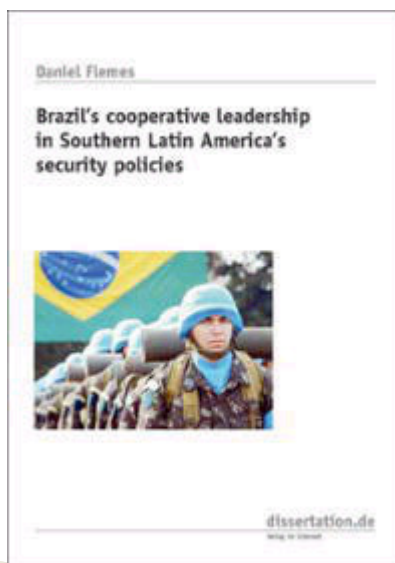 Daniel Flemes
Brazil's cooperative leadership
in Southern Latin America's
security policies
dissertation.de